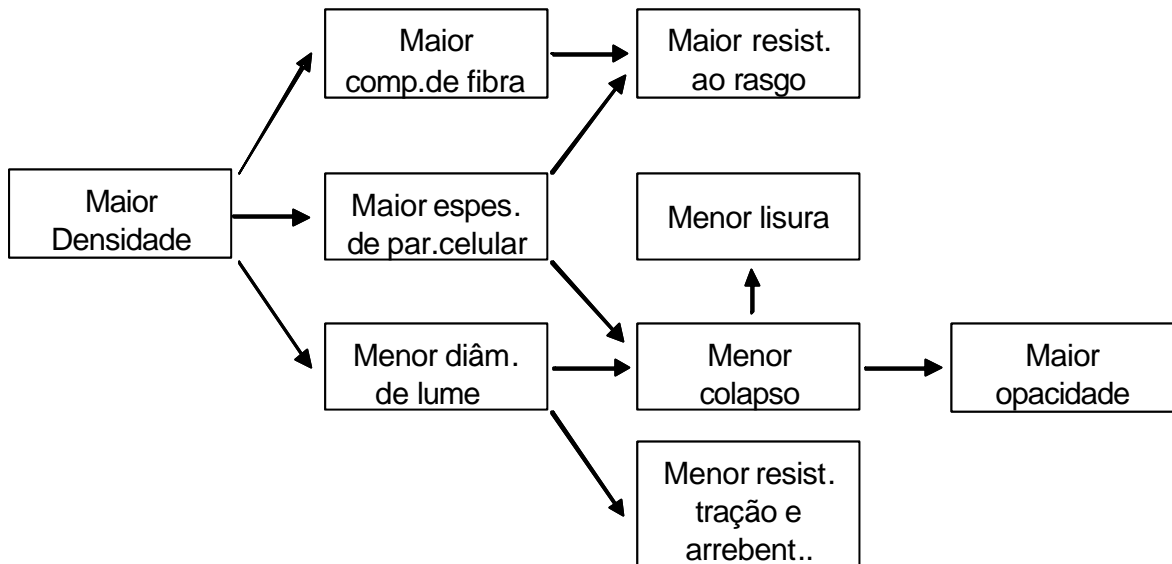 Maior
comp.de fibra
Maior resist.
ao rasgo
Maior
Densidade
Maior espes.
de par.celular
Menor lisura
Menor diâm.
de lume
Menor
colapso
Maior
opacidade
Menor resist.
tração e
arrebent..